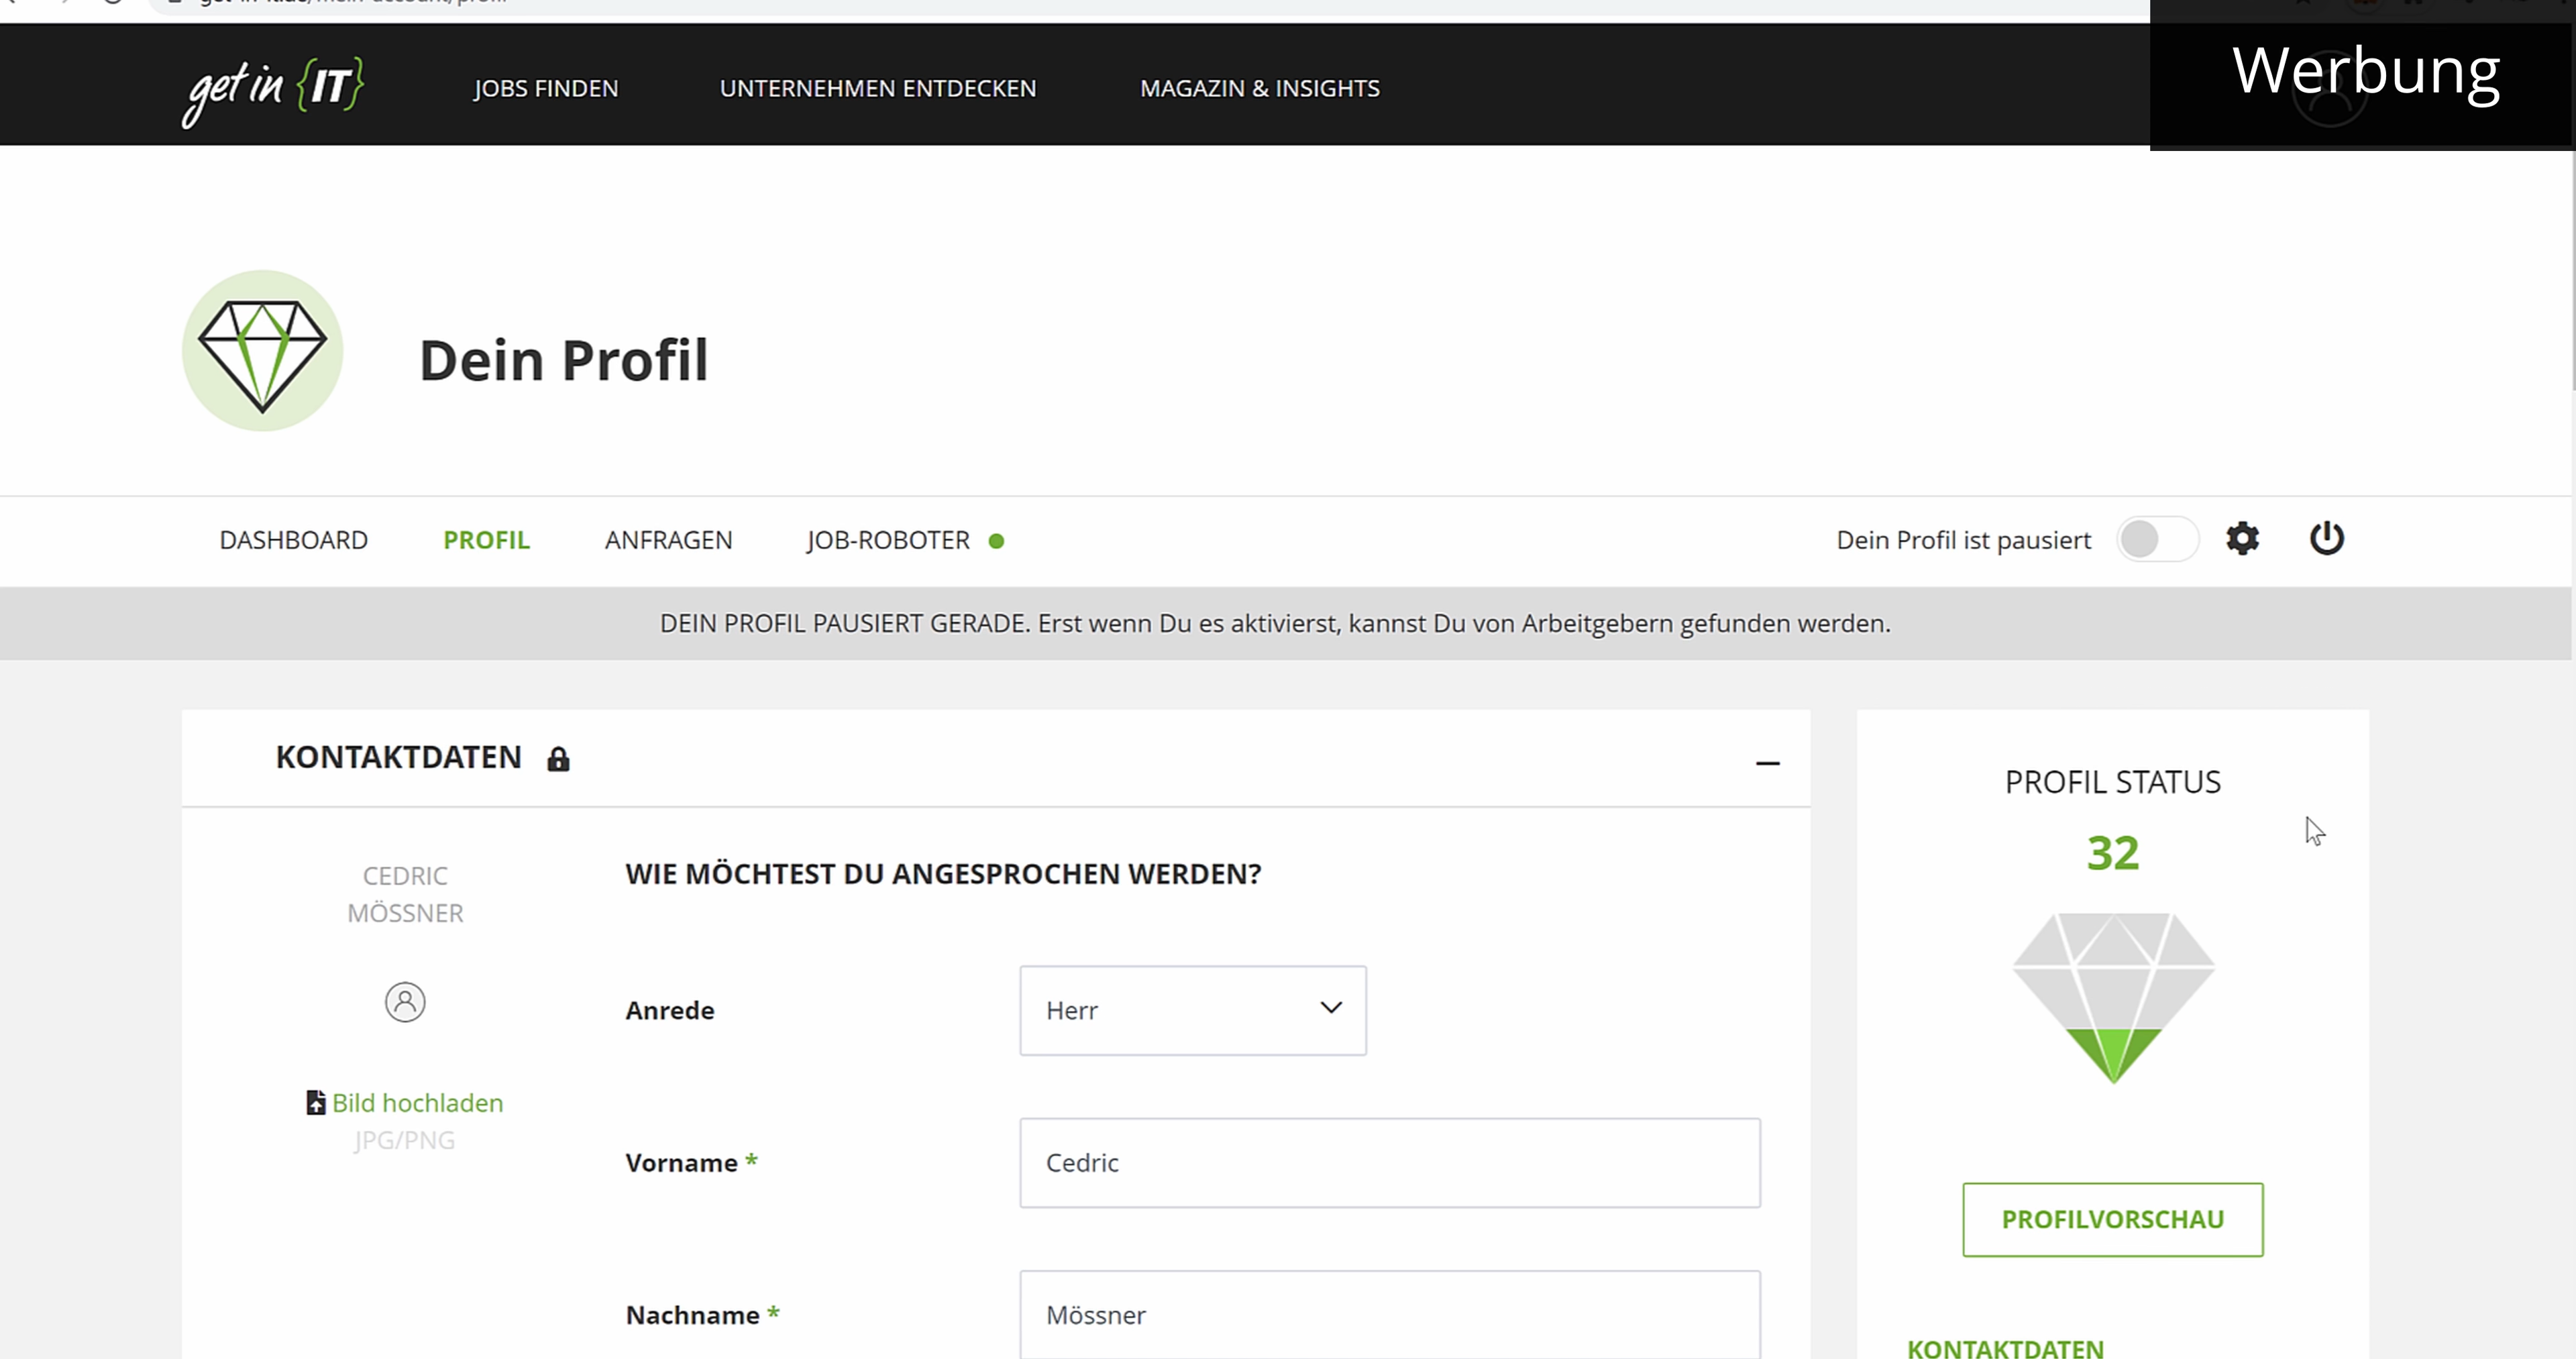 get in {IT}
JOBS FINDEN
UNTERNEHMEN ENTDECKEN
MAGAZIN & INSIGHTS
Werbung
Dein Profil
DASHBOARD
PROFIL
ANFRAGEN
JOB-ROBOTER
Dein Profil ist pausiert
DEIN PROFIL PAUSIERT GERADE. Erst wenn Du es aktivierst, kannst Du von Arbeitgebern gefunden werden.
KONTAKTDATEN
CEDRIC
MÖSSNER
Bild hochladen
JPG/PNG
WIE MÖCHTEST DU ANGESPROCHEN WERDEN?
Anrede
Herr
Vorname *
Cedric
Nachname *
Mössner
PROFIL STATUS
32
PROFILVORSCHAU
KONTAKTDATEN